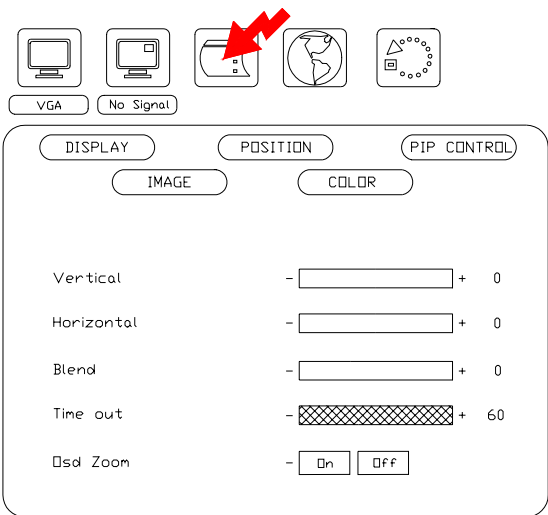 VGA No Signal
DISPLAY POSITION PIP CONTROL
IMAGE COLOR
Vertical - + 0
Horizontal - + 0
Blend - + 0
Time out - + 60
Osd Zoom - On Off